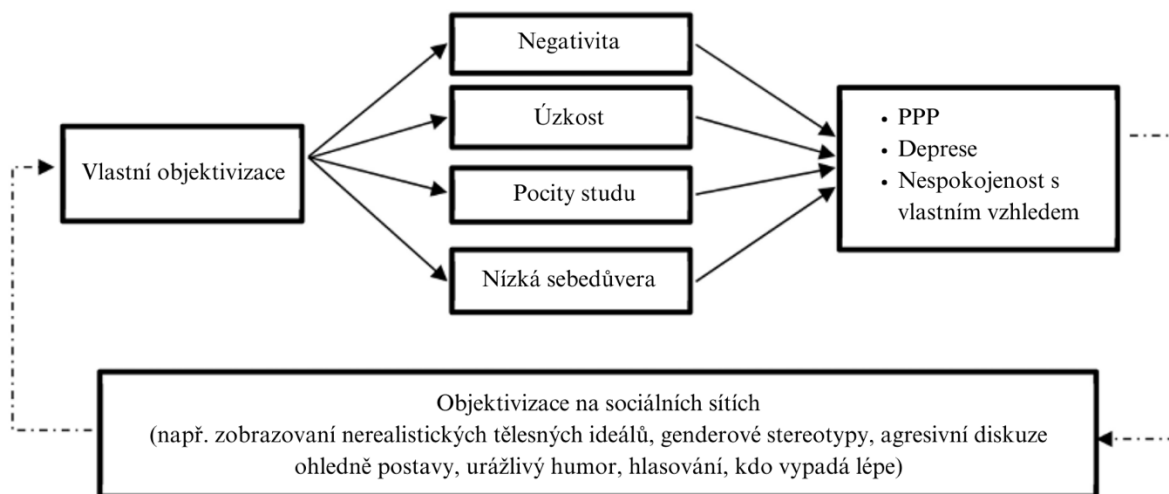 Negativita
Úzkost
Vlastní objektivizace
Pocity studu
Nízká sebedůvera
• PPP
• Deprese
• Nespokojenost s
vlastním vzhledem
Objektivizace na sociálních sítích
(např. zobrazovaní nerealistických tělesných ideálů, genderové stereotypy, agresivní diskuze
ohledně postavy, urážlivý humor, hlasování, kdo vypadá lépe)